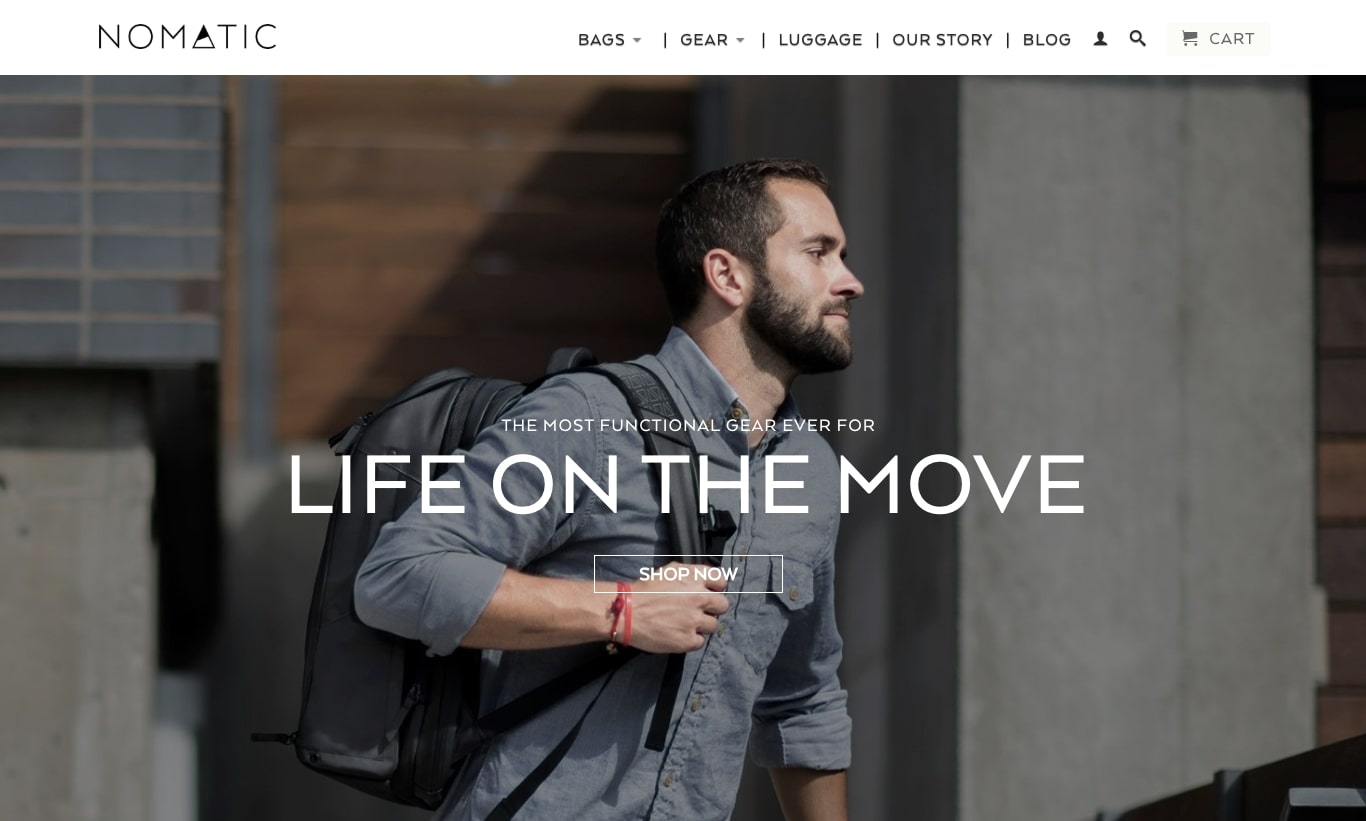 NOMATIC
BAGS | GEAR | LUGGAGE | OUR STORY | BLOG CART
THE MOST FUNCTIONAL GEAR EVER FOR
LIFE ON THE MOVE
SHOP NOW